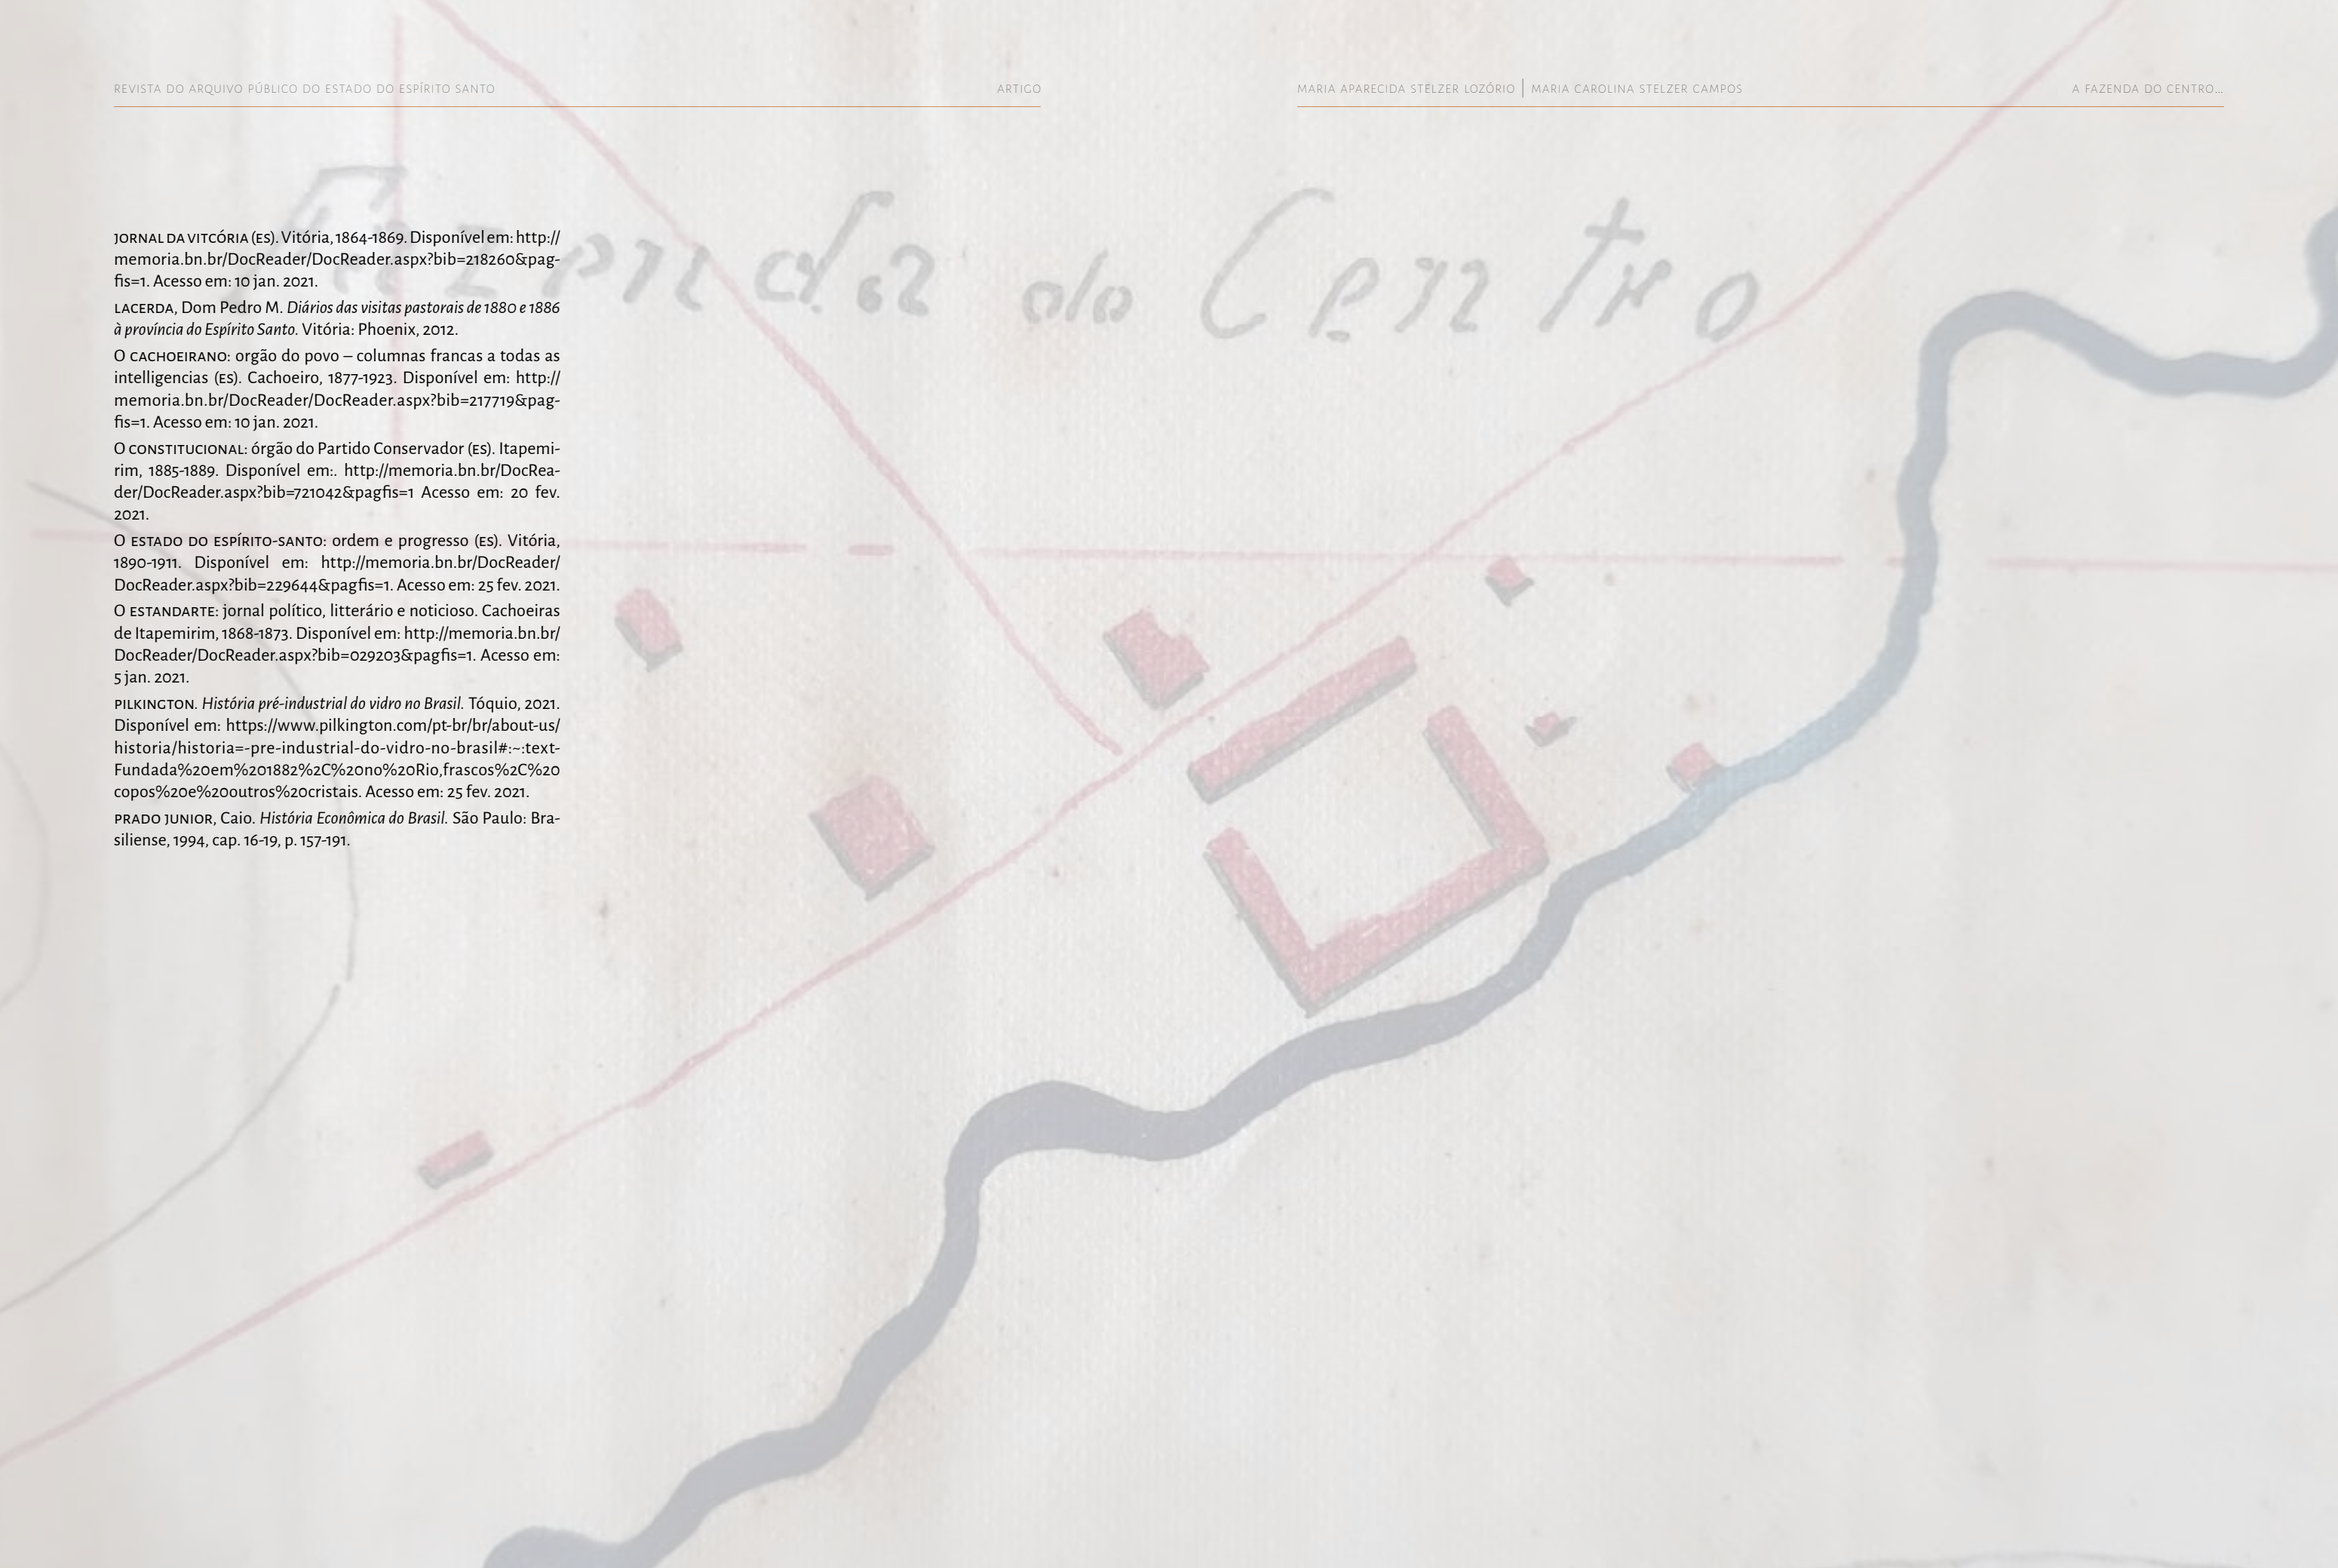 REVISTA DO ARQUIVO PÚBLICO DO ESTADO DO ESPÍRITO SANTO
ARTIGO
MARIA APARECIDA STELZER LOZÓRIO | MARIA CAROLINA STELZER CAMPOS
A FAZENDA DO CENTRO...
Fazenda do Centro
JORNAL DA VITCÓRIA (ES). Vitória, 1864-1869. Disponível em: http://
memoria.bn.br/DocReader/DocReader.aspx?bib=218260&pag-
fis=1. Acesso em: 10 jan. 2021.
LACERDA, Dom Pedro M. Diários das visitas pastorais de 1880 e 1886
à província do Espírito Santo. Vitória: Phoenix, 2012.
O CACHOEIRANO: orgão do povo – columnas francas a todas as
intelligencias (ES). Cachoeiro, 1877-1923. Disponível em: http://
memoria.bn.br/DocReader/DocReader.aspx?bib=217719&pag-
fis=1. Acesso em: 10 jan. 2021.
O CONSTITUCIONAL: órgão do Partido Conservador (ES). Itapemi-
rim, 1885-1889. Disponível em:. http://memoria.bn.br/DocRea-
der/DocReader.aspx?bib=721042&pagfis=1 Acesso em: 20 fev.
2021.
O ESTADO DO ESPÍRITO-SANTO: ordem e progresso (ES). Vitória,
1890-1911. Disponível em: http://memoria.bn.br/DocReader/
DocReader.aspx?bib=229644&pagfis=1. Acesso em: 25 fev. 2021.
O ESTANDARTE: jornal político, litterário e noticioso. Cachoeiras
de Itapemirim, 1868-1873. Disponível em: http://memoria.bn.br/
DocReader/DocReader.aspx?bib=029203&pagfis=1. Acesso em:
5 jan. 2021.
PILKINGTON. História pré-industrial do vidro no Brasil. Tóquio, 2021.
Disponível em: https://www.pilkington.com/pt-br/br/about-us/
historia/historia=-pre-industrial-do-vidro-no-brasil#:~:text-
Fundada%20em%201882%2C%20no%20Rio,frascos%2C%20
copos%20e%20outros%20cristais. Acesso em: 25 fev. 2021.
PRADO JUNIOR, Caio. História Econômica do Brasil. São Paulo: Bra-
siliense, 1994, cap. 16-19, p. 157-191.